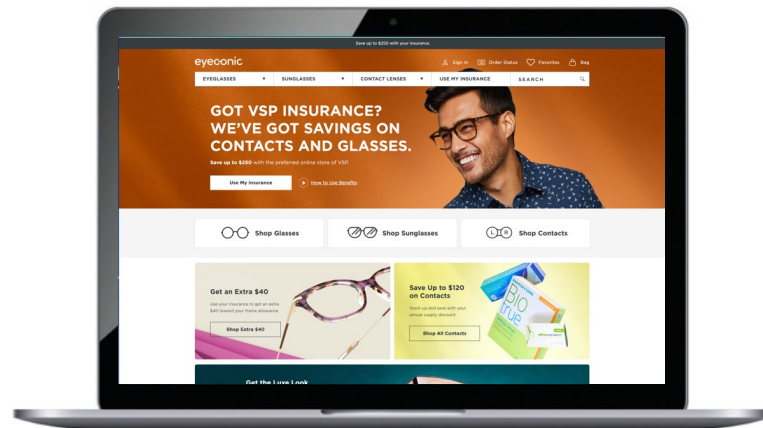 Save up to $250 with your insurance.
eyeconic
Sign In Order Status Favorites Bag
EYEGLASSES SUNGLASSES CONTACT LENSES USE MY INSURANCE SEARCH
GOT VSP INSURANCE?
WE'VE GOT SAVINGS ON
CONTACTS AND GLASSES.
Save up to $250 with the preferred online store of VSP.
Use My Insurance How to Use Benefits
Shop Glasses Shop Sunglasses L R Shop Contacts
Get an Extra $40
Use your insurance to get an extra
$40 toward your frame allowance.
Shop Extra $40
Save Up to $120
on Contacts
Stock up and save with your
annual supply discount.
Shop All Contacts
Bio
true
Get the Luxe Look